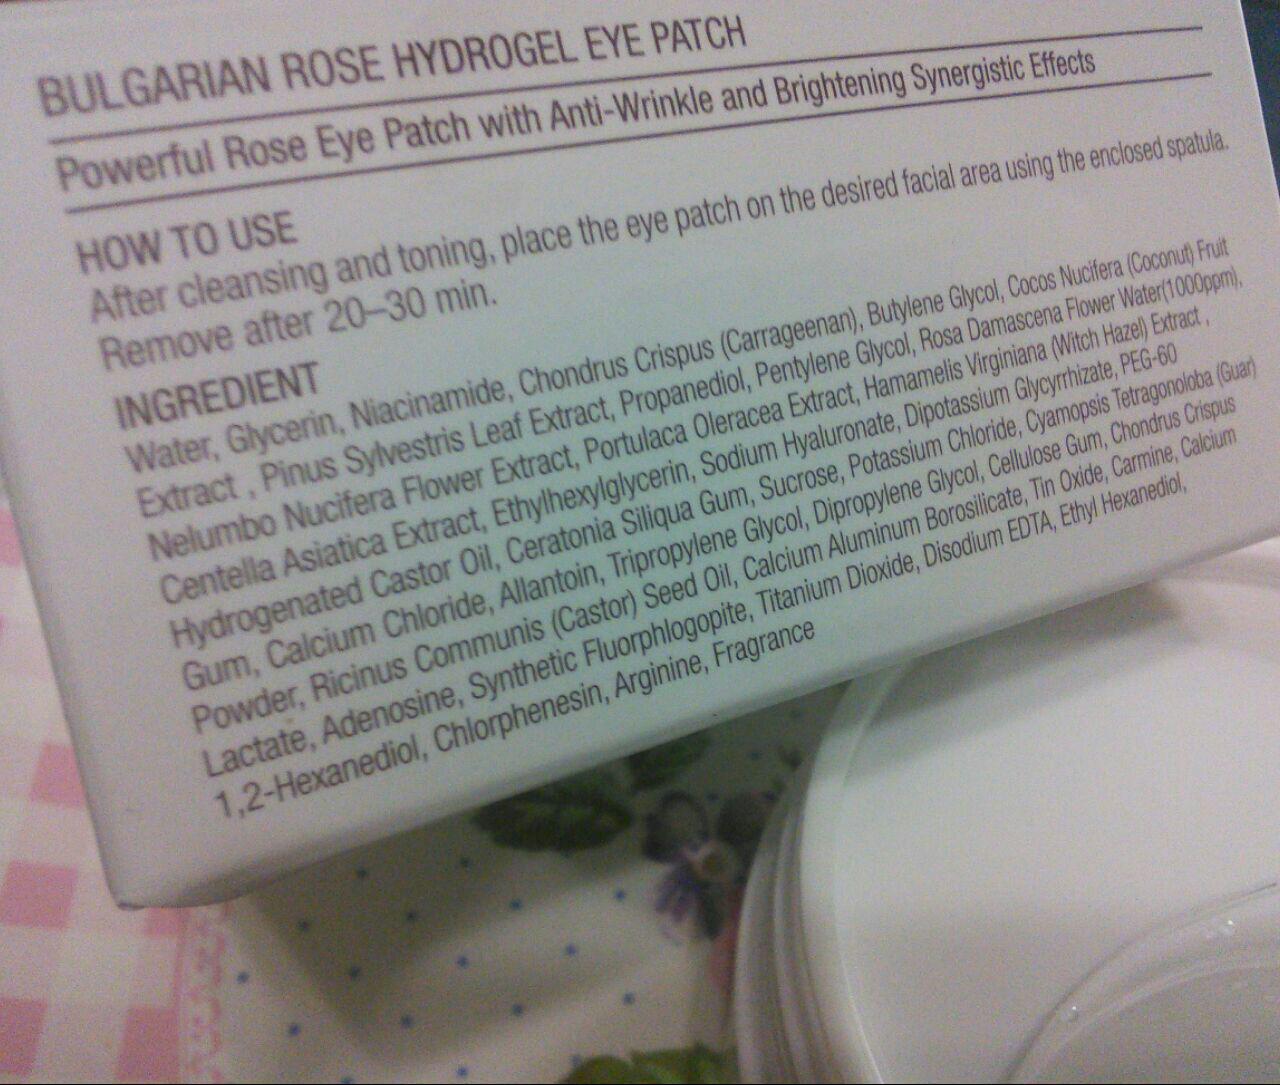 BULGARIAN ROSE HYDROGEL EYE PATCH
Powerful Rose Eye Patch with Anti-Wrinkle and Brightening Synergistic Effects
HOW TO USE
After cleansing and toning, place the eye patch on the desired facial area using the enclosed spatula.
Remove after 20–30 min.
INGREDIENT
Water, Glycerin, Niacinamide, Chondrus Crispus (Carrageenan), Butylene Glycol, Cocos Nucifera (Coconut) Fruit
Extract , Pinus Sylvestris Leaf Extract, Propanediol, Pentylene Glycol, Rosa Damascena Flower Water(1000ppm),
Nelumbo Nucifera Flower Extract, Portulaca Oleracea Extract, Hamamelis Virginiana (Witch Hazel) Extract ,
Centella Asiatica Extract, Ethylhexylglycerin, Sodium Hyaluronate, Dipotassium Glycyrrhizate, PEG-60
Hydrogenated Castor Oil, Ceratonia Siliqua Gum, Sucrose, Potassium Chloride, Cyamopsis Tetragonoloba (Guar)
Gum, Calcium Chloride, Allantoin, Tripropylene Glycol, Dipropylene Glycol, Cellulose Gum, Chondrus Crispus
Powder, Ricinus Communis (Castor) Seed Oil, Calcium Aluminum Borosilicate, Tin Oxide, Carmine, Calcium
Lactate, Adenosine, Synthetic Fluorphlogopite, Titanium Dioxide, Disodium EDTA, Ethyl Hexanediol,
1,2-Hexanediol, Chlorphenesin, Arginine, Fragrance